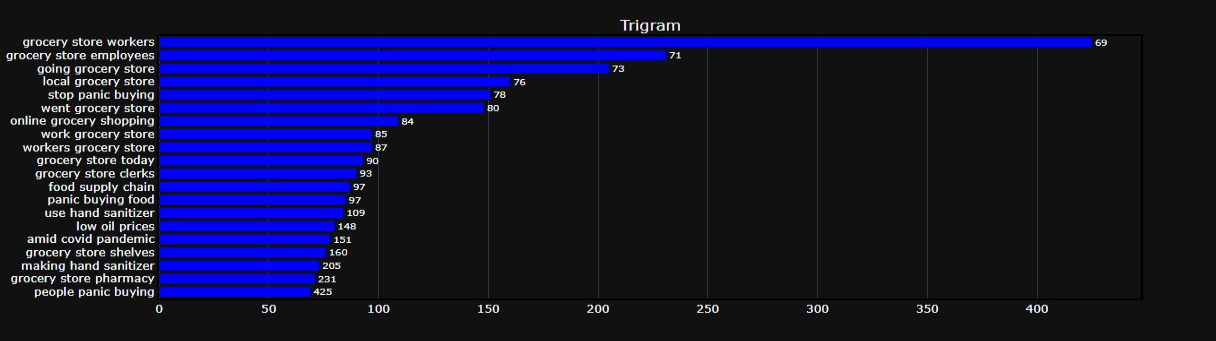 Trigram
grocery store workers 69
grocery store employees 71
going grocery store 73
local grocery store 76
stop panic buying 78
went grocery store 80
online grocery shopping 84
work grocery store 85
workers grocery store 87
grocery store today 90
grocery store clerks 93
food supply chain 97
panic buying food 97
use hand sanitizer 109
low oil prices 148
amid covid pandemic 151
grocery store shelves 160
making hand sanitizer 205
grocery store pharmacy 231
people panic buying 425
0 50 100 150 200 250 300 350 400